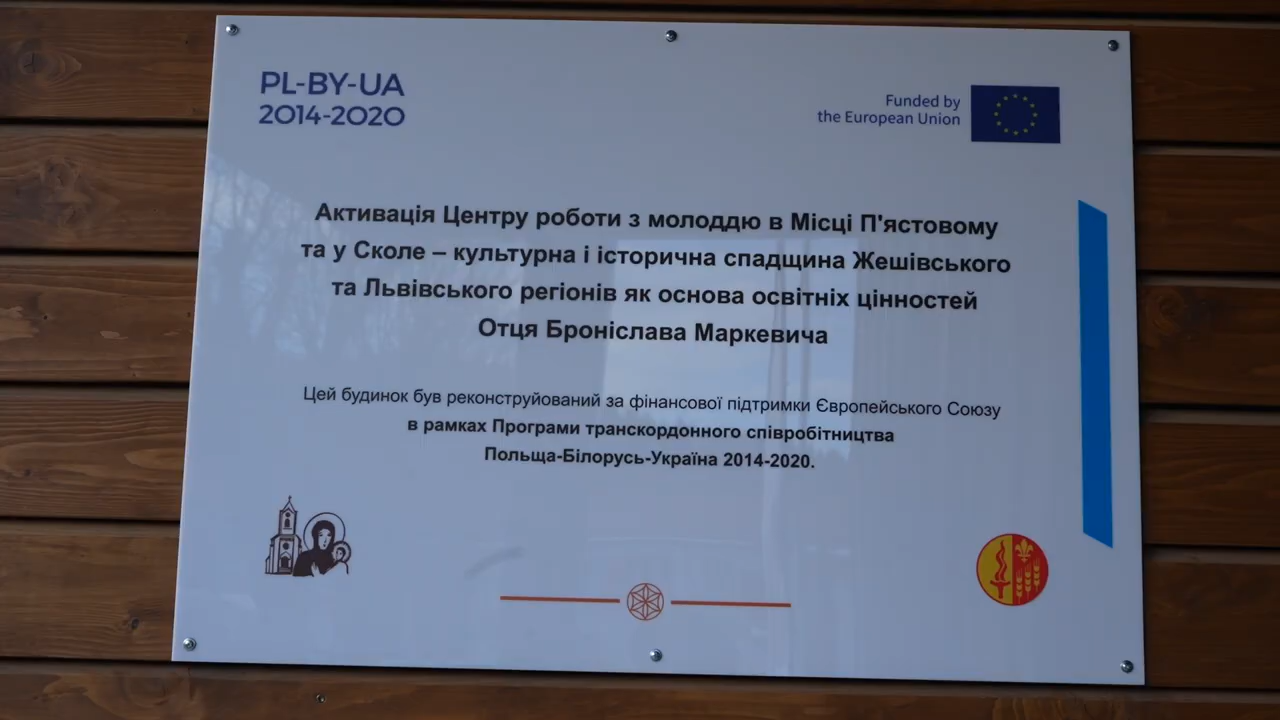 PL-BY-UA
2014-2020
Funded by
the European Union
Активація Центру роботи з молоддю в Місці П'ястовому
та у Сколе – культурна і історична спадщина Жешівського
та Львівського регіонів як основа освітніх цінностей
Отця Броніслава Маркевича
Цей будинок був реконструйований за фінансової підтримки Європейського Союзу
в рамках Програми транскордонного співробітництва
Польща-Білорусь-Україна 2014-2020.